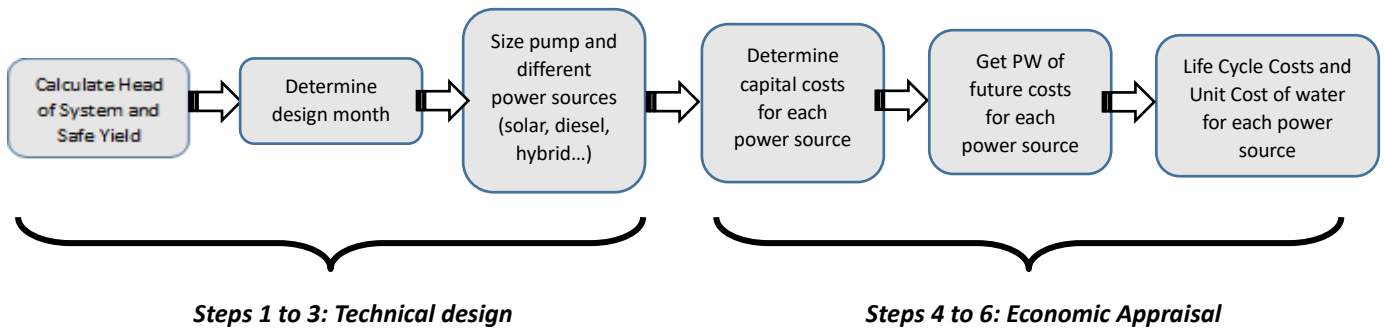 Calculate Head
of System and
Safe Yield
Determine
design month
Size pump and
different
power sources
(solar, diesel,
hybrid...)
Determine
capital costs
for each
power source
Get PW of
future costs
for each
power source
Life Cycle Costs and
Unit Cost of water
for each power
source
Steps 1 to 3: Technical design
Steps 4 to 6: Economic Appraisal